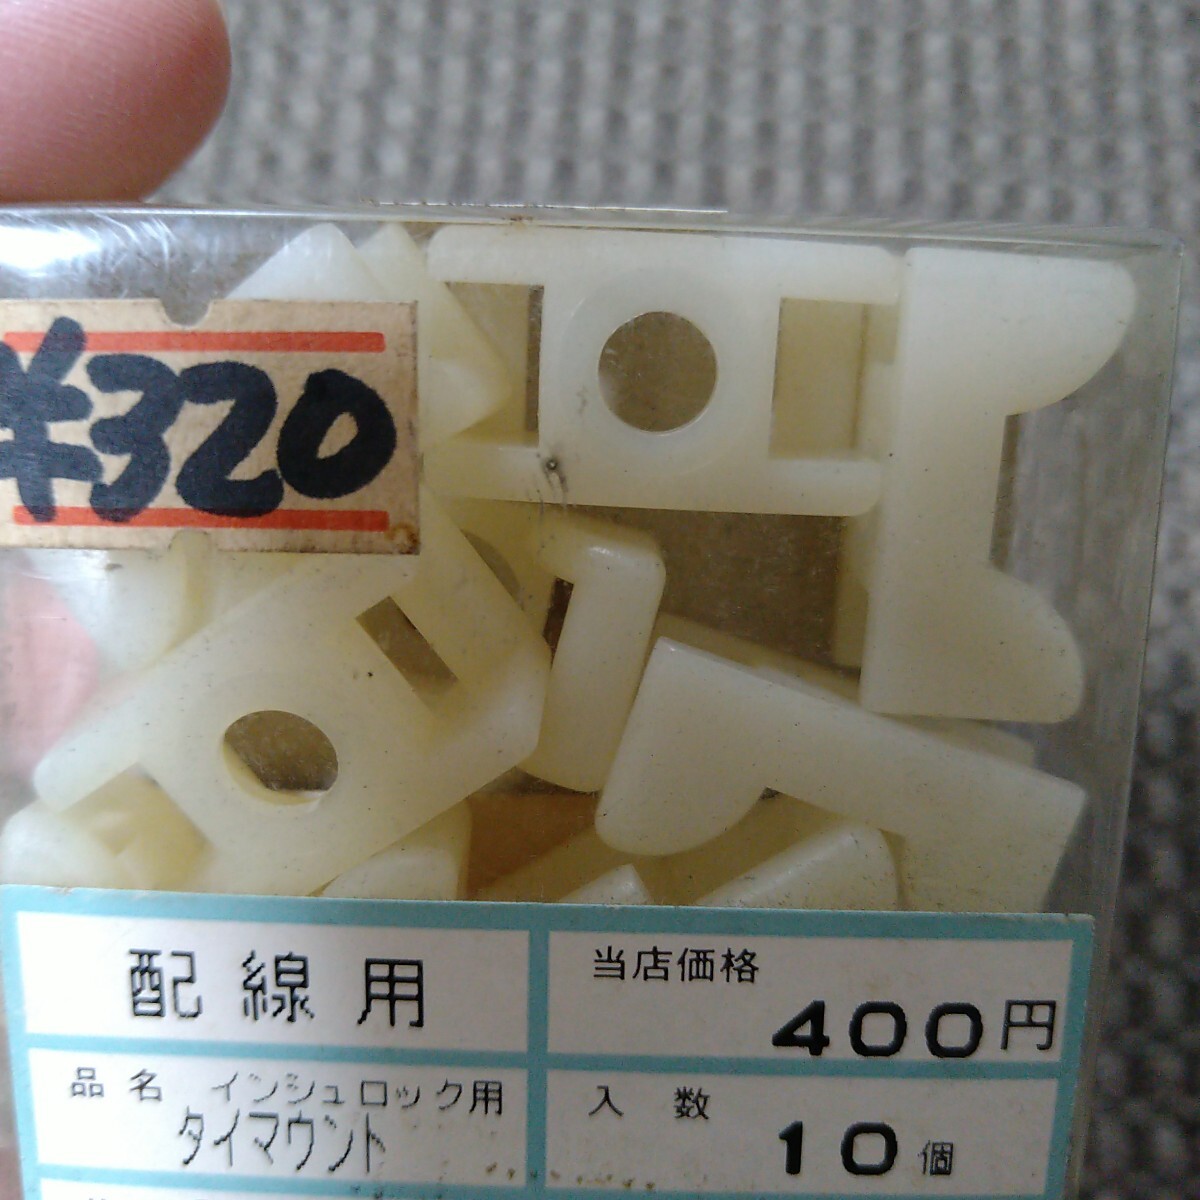 ¥320
配線用
当店価格
400円
品名 インシュロック用
タイマウント
入数
10個